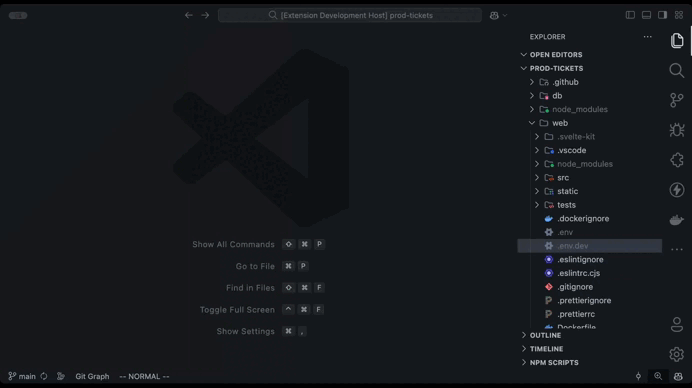 [Extension Development Host] prod-tickets
EXPLORER
OPEN EDITORS
PROD-TICKETS
.github
db
node_modules
web
.svelte-kit
.vscode
node_modules
src
static
tests
.dockerignore
.env
.env.dev
.eslintignore
.eslintrc.cjs
.gitignore
.prettierignore
.prettierrc
Dockerfile
OUTLINE
TIMELINE
NPM SCRIPTS
Show All Commands ⇧ ⌘ P
Go to File ⌘ P
Find in Files ⇧ ⌘ F
Toggle Full Screen ^ ⌘ F
Show Settings ⌘ ,
main Git Graph -- NORMAL --